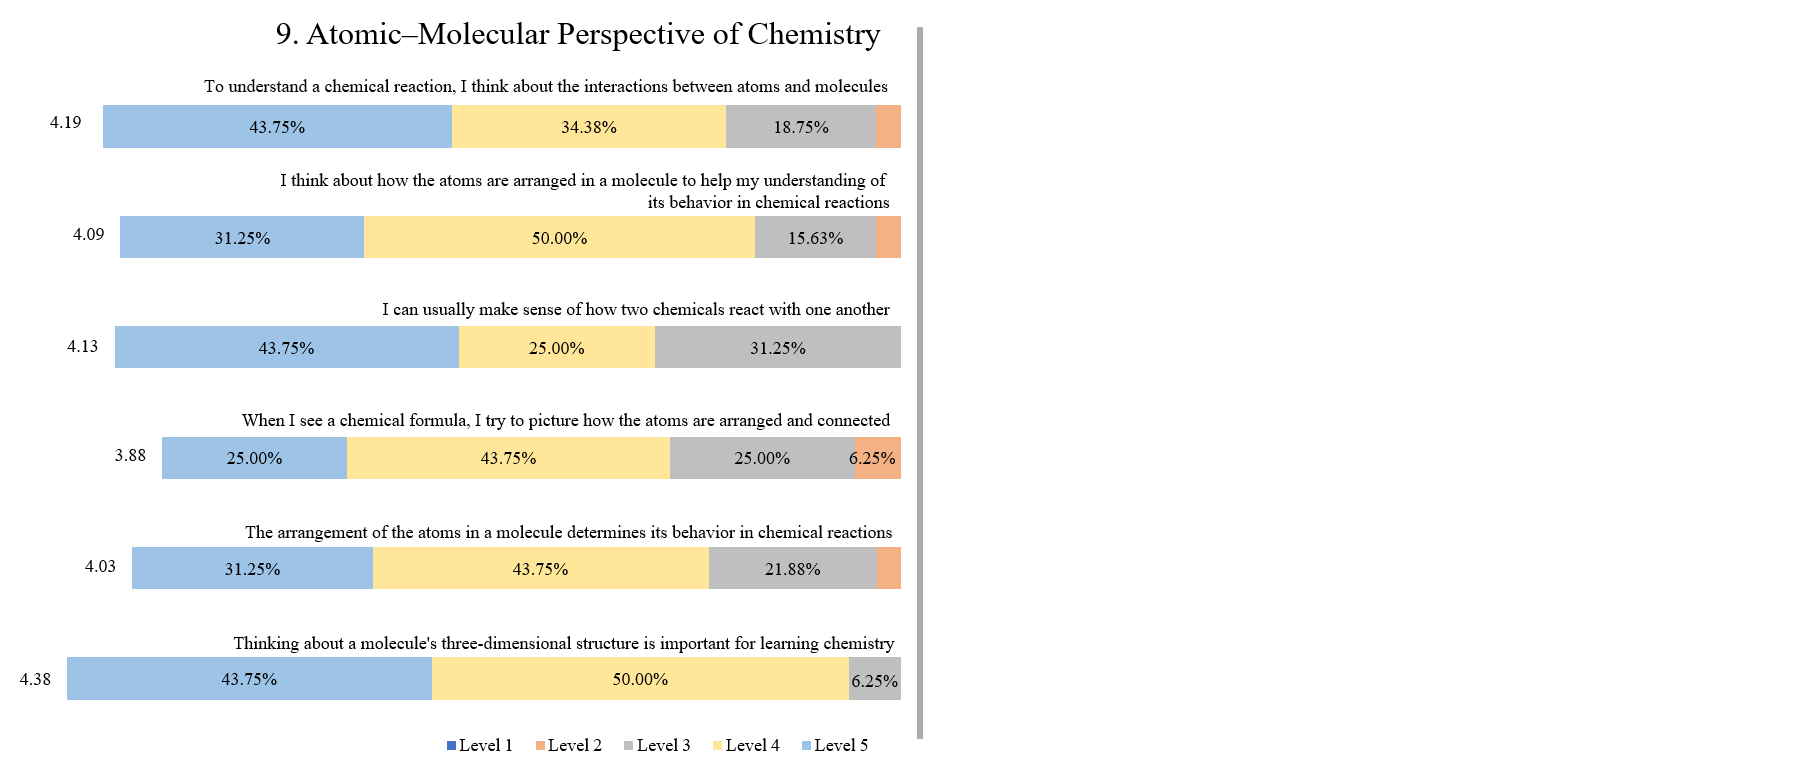 9. Atomic–Molecular Perspective of Chemistry
To understand a chemical reaction, I think about the interactions between atoms and molecules
4.19 43.75% 34.38% 18.75%
I think about how the atoms are arranged in a molecule to help my understanding of
its behavior in chemical reactions
4.09 31.25% 50.00% 15.63%
I can usually make sense of how two chemicals react with one another
4.13 43.75% 25.00% 31.25%
When I see a chemical formula, I try to picture how the atoms are arranged and connected
3.88 25.00% 43.75% 25.00% 6.25%
The arrangement of the atoms in a molecule determines its behavior in chemical reactions
4.03 31.25% 43.75% 21.88%
Thinking about a molecule's three-dimensional structure is important for learning chemistry
4.38 43.75% 50.00% 6.25%
Level 1 Level 2 Level 3 Level 4 Level 5